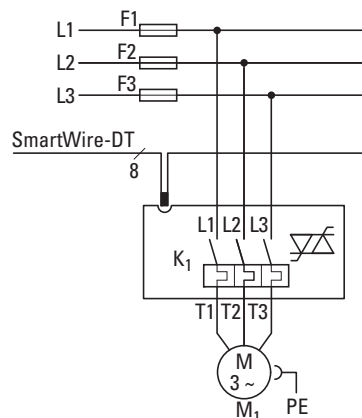 F1
L1
F2
L2
F3
L3
SmartWire-DT
8
L1 L2 L3
K1
T1 T2 T3
M
3 ~
M1
PE